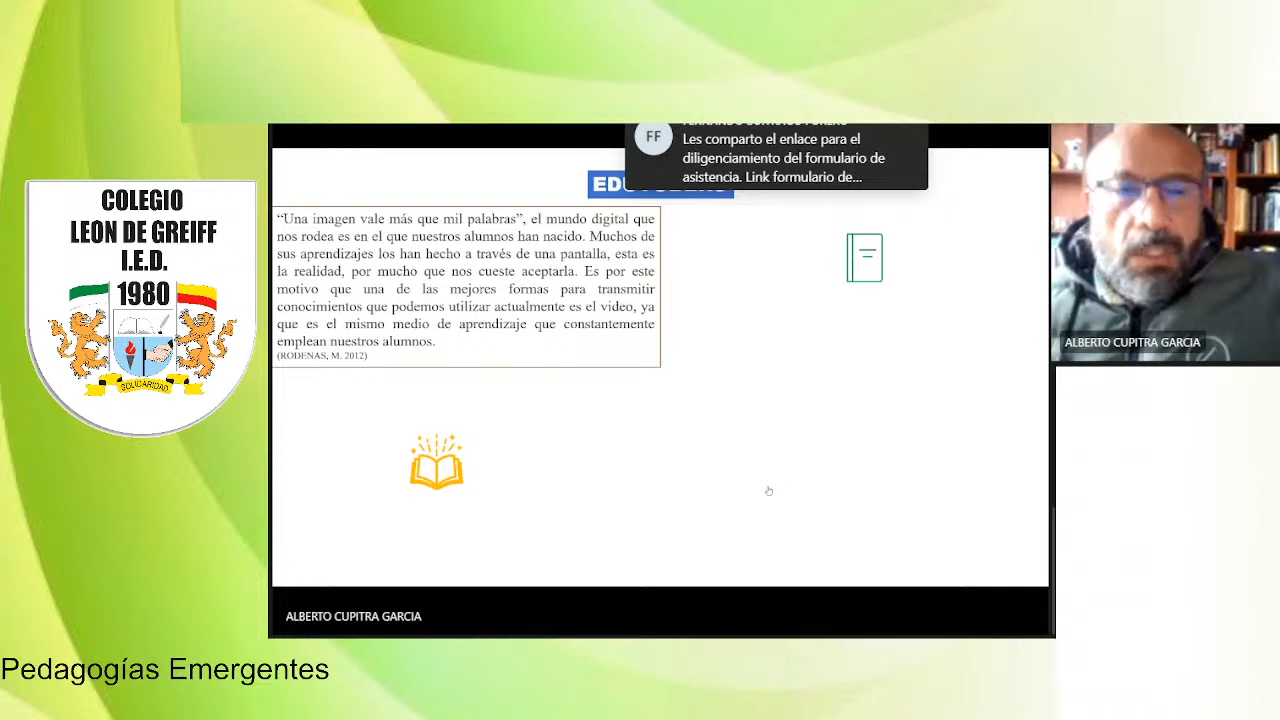 COLEGIO
LEON DE GREIFF
I.E.D.
1980
SOLIDARIDAD
FF
Les comparto el enlace para el
diligenciamiento del formulario de
asistencia. Link formulario de...
“Una imagen vale más que mil palabras”, el mundo digital que
nos rodea es en el que nuestros alumnos han nacido. Muchos de
sus aprendizajes los han hecho a través de una pantalla, esta es
la realidad, por mucho que nos cueste aceptarla. Es por este
motivo que una de las mejores formas para transmitir
conocimientos que podemos utilizar actualmente es el video, ya
que es el mismo medio de aprendizaje que constantemente
emplean nuestros alumnos.
(RODENAS, M. 2012)
ALBERTO CUPITRA GARCIA
ALBERTO CUPITRA GARCIA
Pedagogías Emergentes